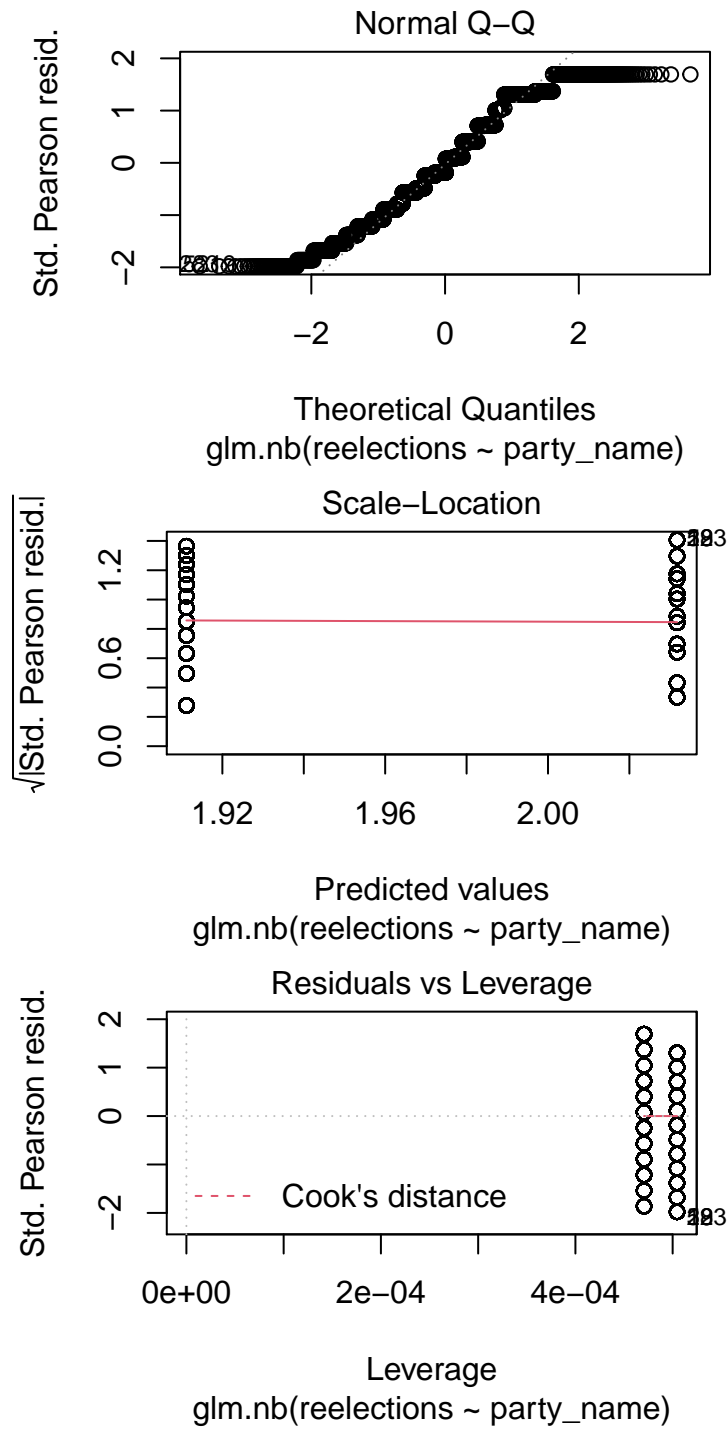 Normal Q−Q
Std. Pearson resid.
2
1
0
−2
−2
0
2
Theoretical Quantiles
glm.nb(reelections ~ party_name)
Scale−Location
√|Std. Pearson resid.|
1.2
0.6
0.0
1.92
1.96
2.00
Predicted values
glm.nb(reelections ~ party_name)
Residuals vs Leverage
Std. Pearson resid.
2
1
0
−2
Cook's distance
0e+00
2e−04
4e−04
Leverage
glm.nb(reelections ~ party_name)